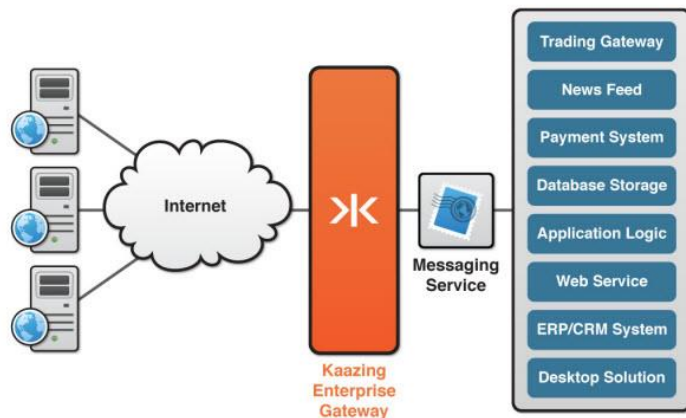 Internet
Kaazing
Enterprise
Gateway
Messaging
Service
Trading Gateway
News Feed
Payment System
Database Storage
Application Logic
Web Service
ERP/CRM System
Desktop Solution